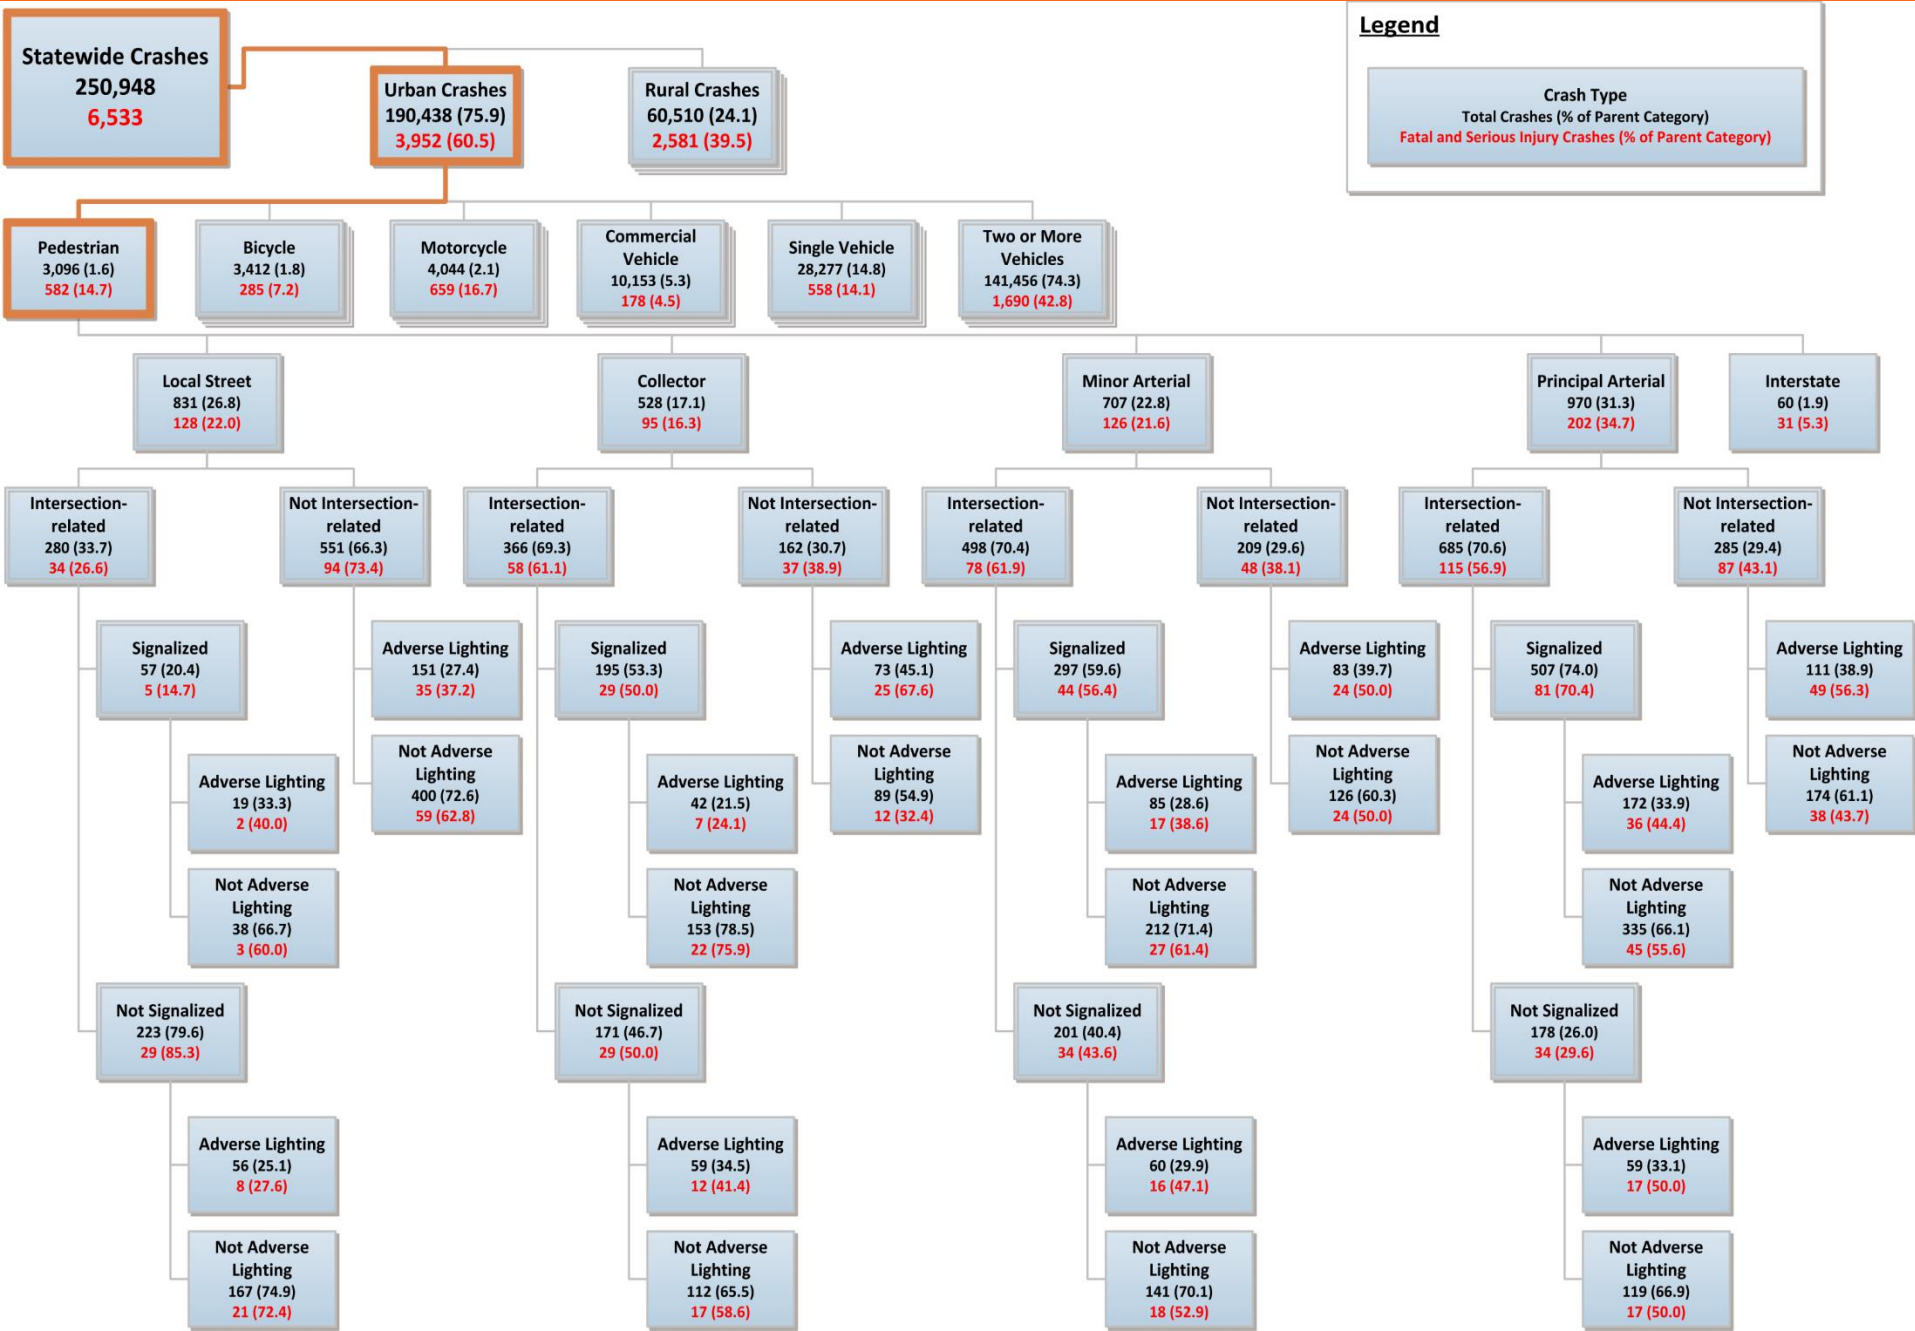 Statewide Crashes
250,948
6,533
Urban Crashes
190,438 (75.9)
3,952 (60.5)
Rural Crashes
60,510 (24.1)
2,581 (39.5)
Legend
Crash Type
Total Crashes (% of Parent Category)
Fatal and Serious Injury Crashes (% of Parent Category)
Pedestrian
3,096 (1.6)
582 (14.7)
Bicycle
3,412 (1.8)
285 (7.2)
Motorcycle
4,044 (2.1)
659 (16.7)
Commercial
Vehicle
10,153 (5.3)
178 (4.5)
Single Vehicle
28,277 (14.8)
558 (14.1)
Two or More
Vehicles
141,456 (74.3)
1,690 (42.8)
Local Street
831 (26.8)
128 (22.0)
Collector
528 (17.1)
95 (16.3)
Minor Arterial
707 (22.8)
126 (21.6)
Principal Arterial
970 (31.3)
202 (34.7)
Interstate
60 (1.9)
31 (5.3)
Intersection-
related
280 (33.7)
34 (26.6)
Not Intersection-
related
551 (66.3)
94 (73.4)
Intersection-
related
366 (69.3)
58 (61.1)
Not Intersection-
related
162 (30.7)
37 (38.9)
Intersection-
related
498 (70.4)
78 (61.9)
Not Intersection-
related
209 (29.6)
48 (38.1)
Intersection-
related
685 (70.6)
115 (56.9)
Not Intersection-
related
285 (29.4)
87 (43.1)
Signalized
57 (20.4)
5 (14.7)
Adverse Lighting
151 (27.4)
35 (37.2)
Signalized
195 (53.3)
29 (50.0)
Adverse Lighting
73 (45.1)
25 (67.6)
Signalized
297 (59.6)
44 (56.4)
Adverse Lighting
83 (39.7)
24 (50.0)
Signalized
507 (74.0)
81 (70.4)
Adverse Lighting
111 (38.9)
49 (56.3)
Adverse Lighting
19 (33.3)
2 (40.0)
Not Adverse
Lighting
400 (72.6)
59 (62.8)
Adverse Lighting
42 (21.5)
7 (24.1)
Not Adverse
Lighting
89 (54.9)
12 (32.4)
Adverse Lighting
85 (28.6)
17 (38.6)
Not Adverse
Lighting
126 (60.3)
24 (50.0)
Adverse Lighting
172 (33.9)
36 (44.4)
Not Adverse
Lighting
174 (61.1)
38 (43.7)
Not Adverse
Lighting
38 (66.7)
3 (60.0)
Not Adverse
Lighting
153 (78.5)
22 (75.9)
Not Adverse
Lighting
212 (71.4)
27 (61.4)
Not Adverse
Lighting
335 (66.1)
45 (55.6)
Not Signalized
223 (79.6)
29 (85.3)
Not Signalized
171 (46.7)
29 (50.0)
Not Signalized
201 (40.4)
34 (43.6)
Not Signalized
178 (26.0)
34 (29.6)
Adverse Lighting
56 (25.1)
8 (27.6)
Adverse Lighting
59 (34.5)
12 (41.4)
Adverse Lighting
60 (29.9)
16 (47.1)
Adverse Lighting
59 (33.1)
17 (50.0)
Not Adverse
Lighting
167 (74.9)
21 (72.4)
Not Adverse
Lighting
112 (65.5)
17 (58.6)
Not Adverse
Lighting
141 (70.1)
18 (52.9)
Not Adverse
Lighting
119 (66.9)
17 (50.0)